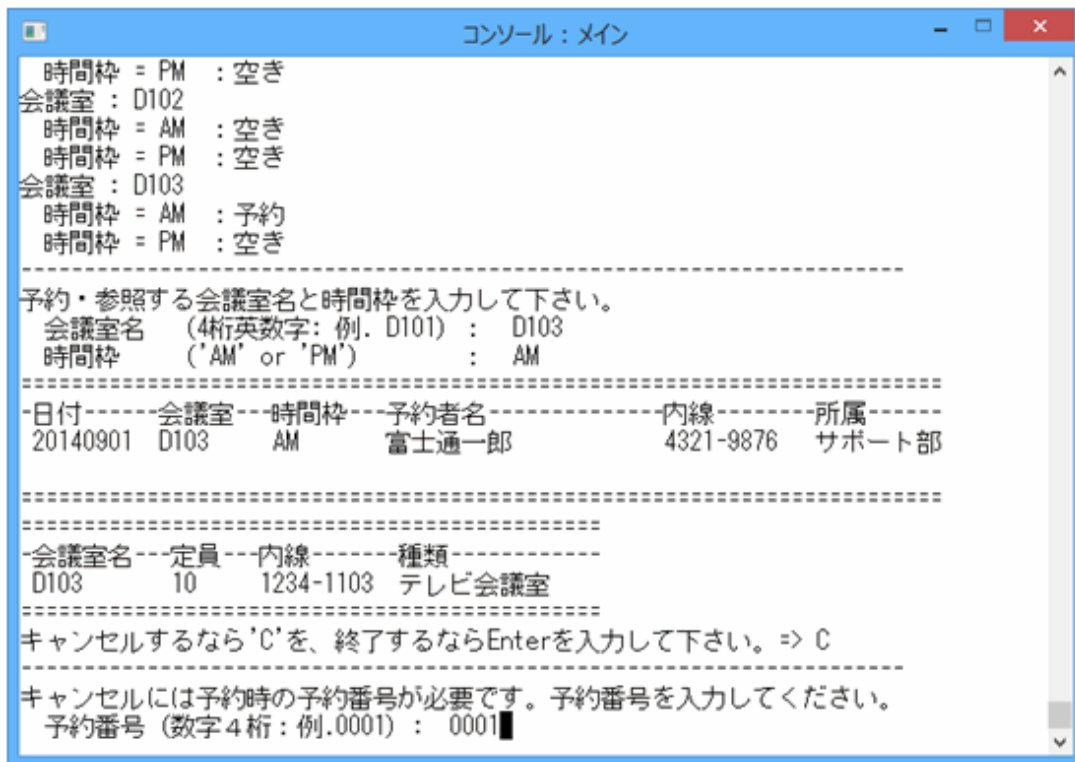 コンソール：メイン
時間枠 = PM ：空き
会議室 : D102
時間枠 = AM ：空き
時間枠 = PM ：空き
会議室 : D103
時間枠 = AM ：予約
時間枠 = PM ：空き
-----------------------------------------------------------------------
予約・参照する会議室名と時間枠を入力して下さい。
会議室名 (4桁英数字: 例. D101) : D103
時間枠 ('AM' or 'PM') : AM
==========================================================================
-日付------会議室---時間枠---予約者名--------------内線--------所属------
20140901 D103 AM 富士通一郎 4321-9876 サポート部
==========================================================================
===============================================
-会議室名---定員---内線-------種類------------
D103 10 1234-1103 テレビ会議室
===============================================
キャンセルするなら'C'を、終了するならEnterを入力して下さい。=> C
-----------------------------------------------------------------------
キャンセルには予約時の予約番号が必要です。予約番号を入力してください。
予約番号 (数字４桁：例.0001) : 0001